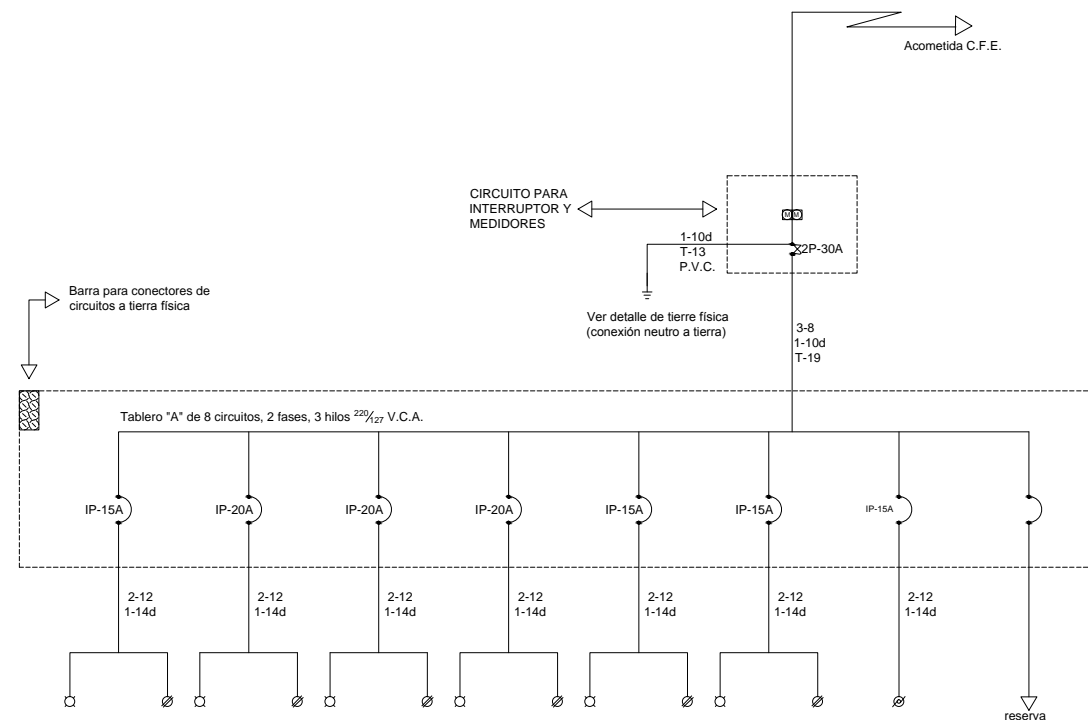 Acometida C.F.E.
CIRCUITO PARA
INTERRUPTOR Y
MEDIDORES
M M
2P-30A
1-10d
T-13
P.V.C.
Ver detalle de tierre física
(conexión neutro a tierra)
Barra para conectores de
circuitos a tierra física
3-8
1-10d
T-19
Tablero "A" de 8 circuitos, 2 fases, 3 hilos 220/127 V.C.A.
IP-15A IP-20A IP-20A IP-20A IP-15A IP-15A IP-15A
2-12 2-12 2-12 2-12 2-12 2-12 2-12
1-14d 1-14d 1-14d 1-14d 1-14d 1-14d 1-14d
reserva